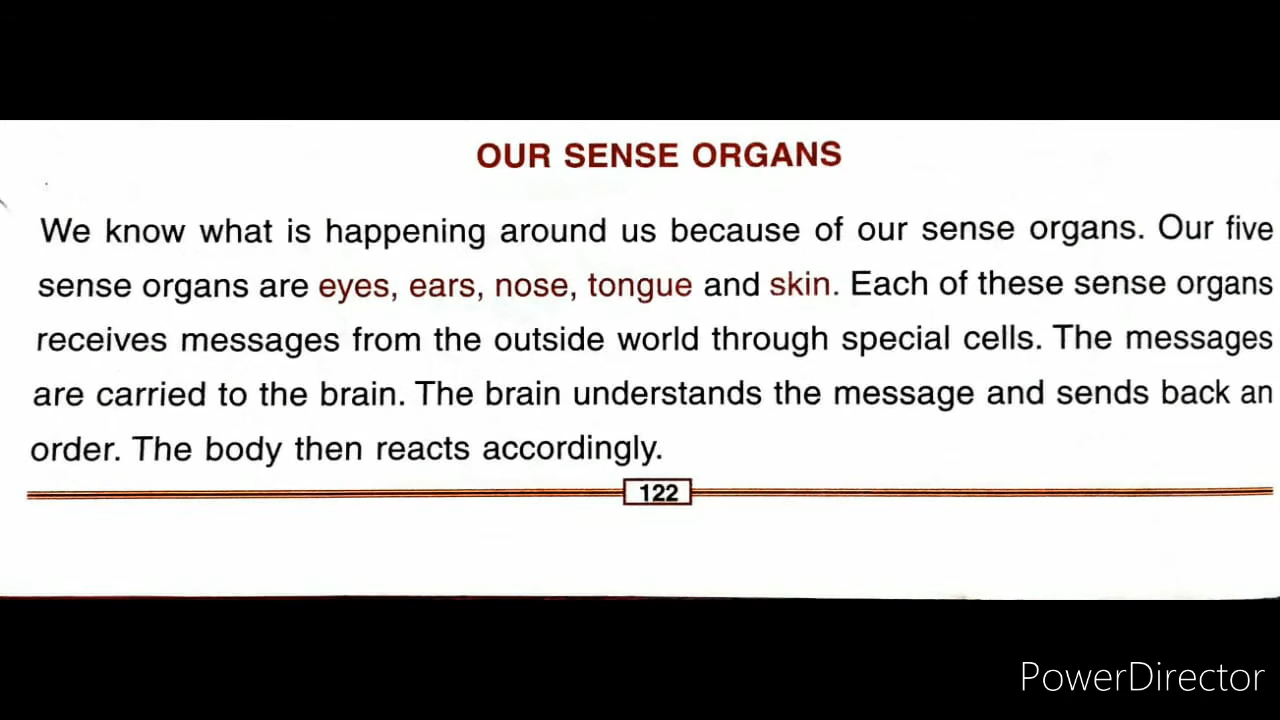 OUR SENSE ORGANS
We know what is happening around us because of our sense organs. Our five
sense organs are eyes, ears, nose, tongue and skin. Each of these sense organs
receives messages from the outside world through special cells. The messages
are carried to the brain. The brain understands the message and sends back an
order. The body then reacts accordingly.
122
PowerDirector